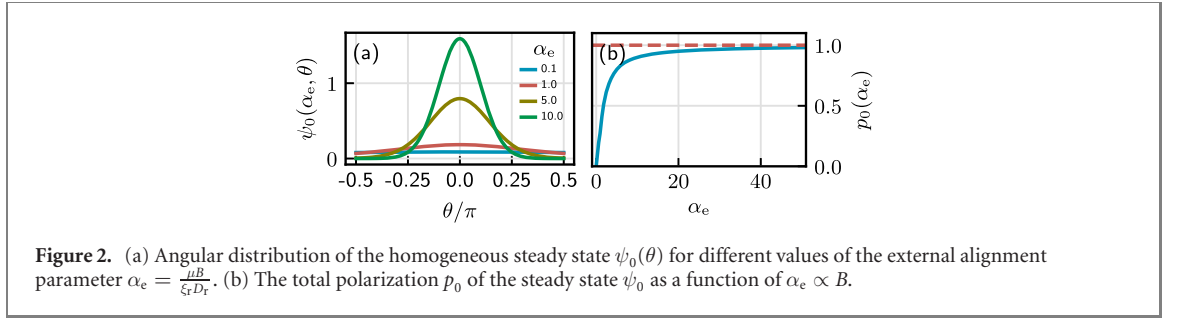 (a)
αₑ
0.1
1.0
5.0
10.0
ψ₀(αₑ, θ)
1
0
-0.5 -0.25 0.0 0.25 0.5
θ/π
(b)
1.0
0.5
0.0
p₀(αₑ)
0 20 40
αₑ
Figure 2. (a) Angular distribution of the homogeneous steady state ψ₀(θ) for different values of the external alignment
parameter αₑ = μB/ξᵣDᵣ. (b) The total polarization p₀ of the steady state ψ₀ as a function of αₑ ∝ B.